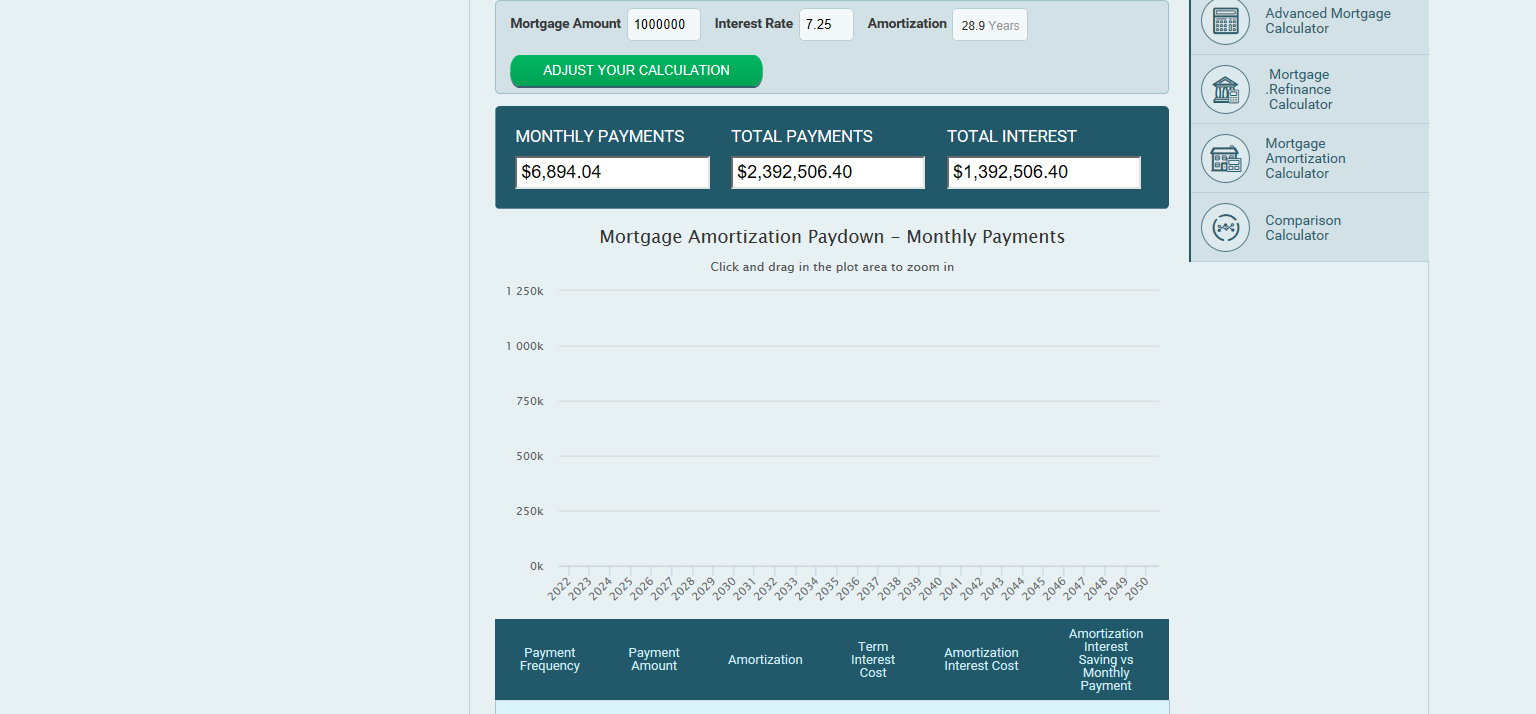 Mortgage Amount 1000000 Interest Rate 7.25 Amortization 28.9 Years
ADJUST YOUR CALCULATION
MONTHLY PAYMENTS TOTAL PAYMENTS TOTAL INTEREST
$6,894.04 $2,392,506.40 $1,392,506.40
Mortgage Amortization Paydown – Monthly Payments
Click and drag in the plot area to zoom in
1 250k
1 000k
750k
500k
250k
0k
2022 2023 2024 2025 2026 2027 2028 2029 2030 2031 2032 2033 2034 2035 2036 2037 2038 2039 2040 2041 2042 2043 2044 2045 2046 2047 2048 2049 2050
Payment
Frequency
Payment
Amount
Amortization
Term
Interest
Cost
Amortization
Interest Cost
Amortization
Interest
Saving vs
Monthly
Payment
Advanced Mortgage
Calculator
Mortgage
.Refinance
Calculator
Mortgage
Amortization
Calculator
Comparison
Calculator